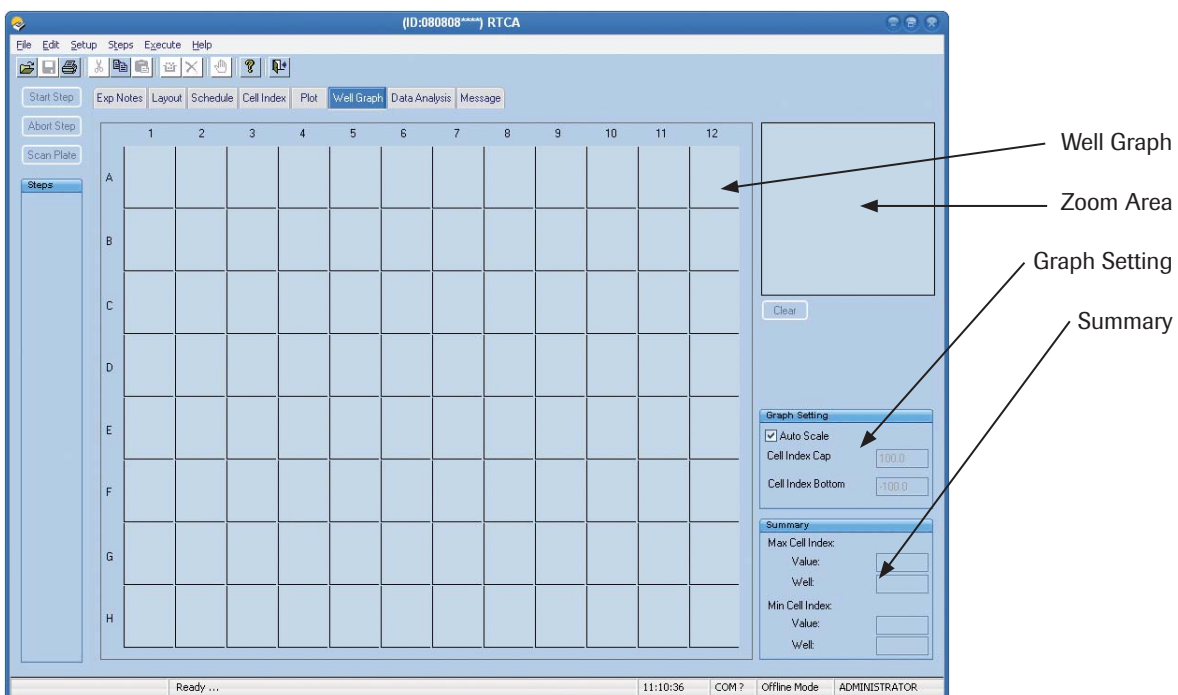 (ID:080808****) RTCA
File Edit Setup Steps Execute Help
Start Step
Abort Step
Scan Plate
Steps
Exp Notes Layout Schedule Cell Index Plot Well Graph Data Analysis Message
1 2 3 4 5 6 7 8 9 10 11 12
A
B
C
D
E
F
G
H
Clear
Graph Setting
Auto Scale
Cell Index Cap 100.0
Cell Index Bottom -100.0
Summary
Max Cell Index:
Value:
Well:
Min Cell Index:
Value:
Well:
Ready ... 11:10:36 COM ? Offline Mode ADMINISTRATOR
Well Graph
Zoom Area
Graph Setting
Summary